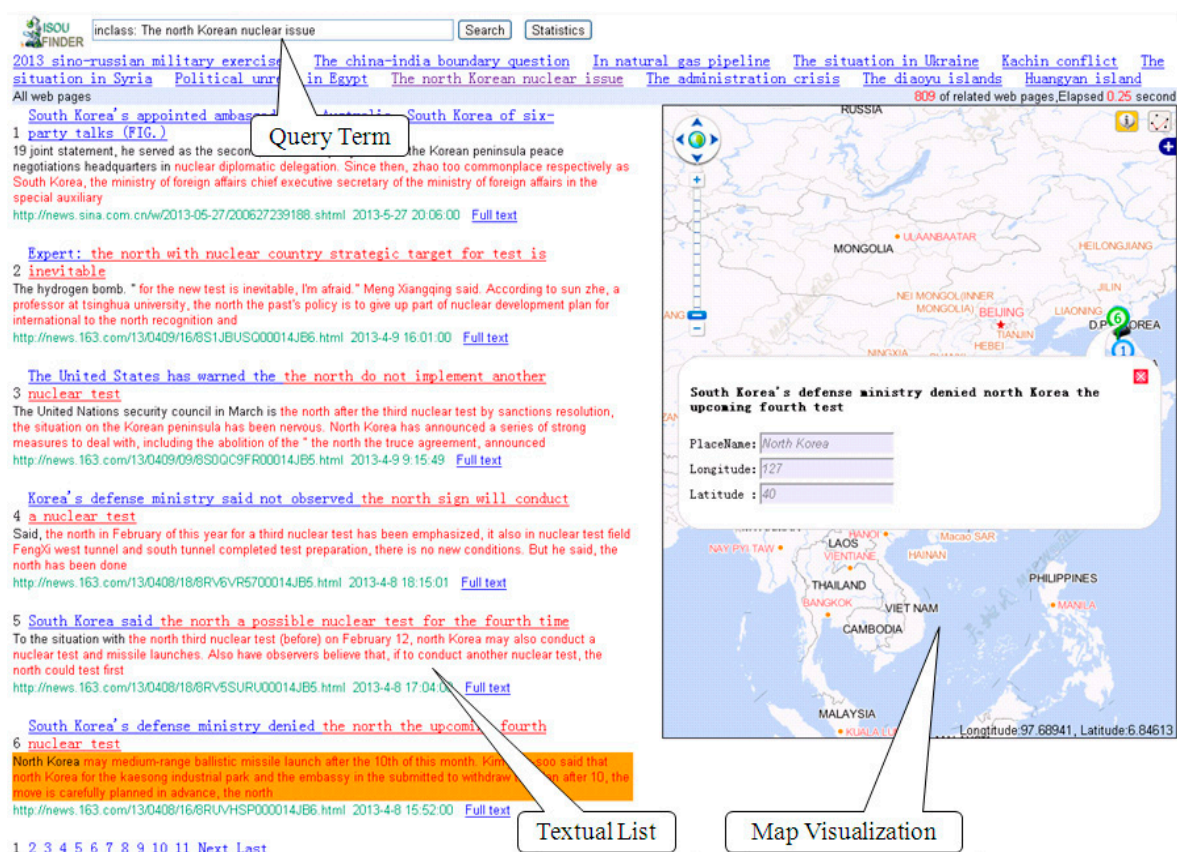 ISOU
FINDER
inclass: The north Korean nuclear issue
Search
Statistics
2013 sino-russian military exercise The china-india boundary question In natural gas pipeline The situation in Ukraine Kachin conflict The
situation in Syria Political in Egypt The north Korean nuclear issue The administration crisis The diaoyu islands Huangyan island
All web pages
809 of related web pages,Elapsed 0.25 second
Query Term
South Korea's appointed South Korea of six-
1 party talks (FIG.)
19 joint statement, he served as the the Korean peninsula peace
negotiations headquarters in nuclear diplomatic delegation. Since then, zhao too commonplace respectively as
South Korea, the ministry of foreign affairs chief executive secretary of the ministry of foreign affairs in the
special auxiliary
http://news.sina.com.cn/w/2013-05-27/200627239188.shtml 2013-5-27 20:06:00 Full text
Expert: the north with nuclear country strategic target for test is
2 inevitable
The hydrogen bomb. " for the new test is inevitable, I'm afraid." Meng Xiangqing said. According to sun zhe, a
professor at tsinghua university, the north the past's policy is to give up part of nuclear development plan for
international to the north recognition and
http://news.163.com/13/0409/16/8S1JBUSQ00014JB6.html 2013-4-9 16:01:00 Full text
The United States has warned the the north do not implement another
3 nuclear test
The United Nations security council in March is the north after the third nuclear test by sanctions resolution,
the situation on the Korean peninsula has been nervous. North Korea has announced a series of strong
measures to deal with, including the abolition of the " the north the truce agreement, announced
http://news.163.com/13/0409/09/8S0QC9FR00014JB5.html 2013-4-9 9:15:49 Full text
Korea's defense ministry said not observed the north sign will conduct
4 a nuclear test
Said, the north in February of this year for a third nuclear test has been emphasized, it also in nuclear test field
FengXi west tunnel and south tunnel completed test preparation, there is no new conditions. But he said, the
north has been done
http://news.163.com/13/0408/18/8RV6VR5700014JB5.html 2013-4-8 18:15:01 Full text
5 South Korea said the north a possible nuclear test for the fourth time
To the situation with the north third nuclear test (before) on February 12, north Korea may also conduct a
nuclear test and missile launches. Also have observers believe that, if to conduct another nuclear test, the
north could test first
http://news.163.com/13/0408/18/8RV5SURU00014JB5.html 2013-4-8 17:04:00 Full text
South Korea's defense ministry denied the north the upcoming fourth
6 nuclear test
North Korea may medium-range ballistic missile launch after the 10th of this month. soo said that
north Korea for the kaesong industrial park and the embassy in the submitted to withdraw after 10, the
move is carefully planned in advance, the north
http://news.163.com/13/0408/16/8RUVHSP000014JB6.html 2013-4-8 15:52:00 Full text
1 2 3 4 5 6 7 8 9 10 11 Next Last
Textual List
Map Visualization
RUSSIA
ULAANBAATAR
MONGOLIA
HEILONGJIANG
JILIN
NEI MONGOL(INNER
MONGOLIA)
BEIJING
LIAONING
6
TIANJIN
HEBEI
NINGXIA
1
South Korea's defense ministry denied north Korea the
upcoming fourth test
PlaceName: North Korea
Longitude: 127
Latitude : 40
NAY PYI TAW
LAOS
HANOI
VIENTIANE
Macao SAR
HAINAN
THAILAND
BANGKOK
VIET NAM
CAMBODIA
PHILIPPINES
MANILA
MALAYSIA
Longtitude:97.68941, Latitude:6.84613